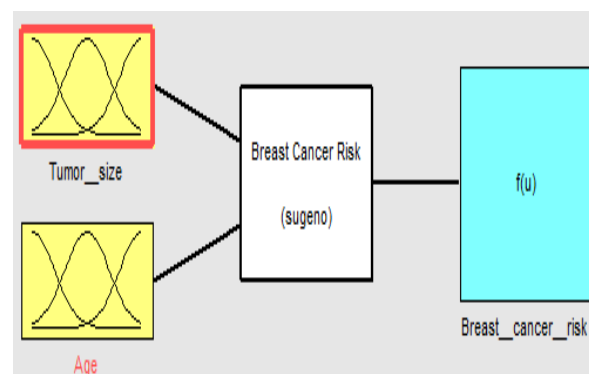 Tumor__size
Breast Cancer Risk
(sugeno)
f(u)
Breast__cancer__risk
Age